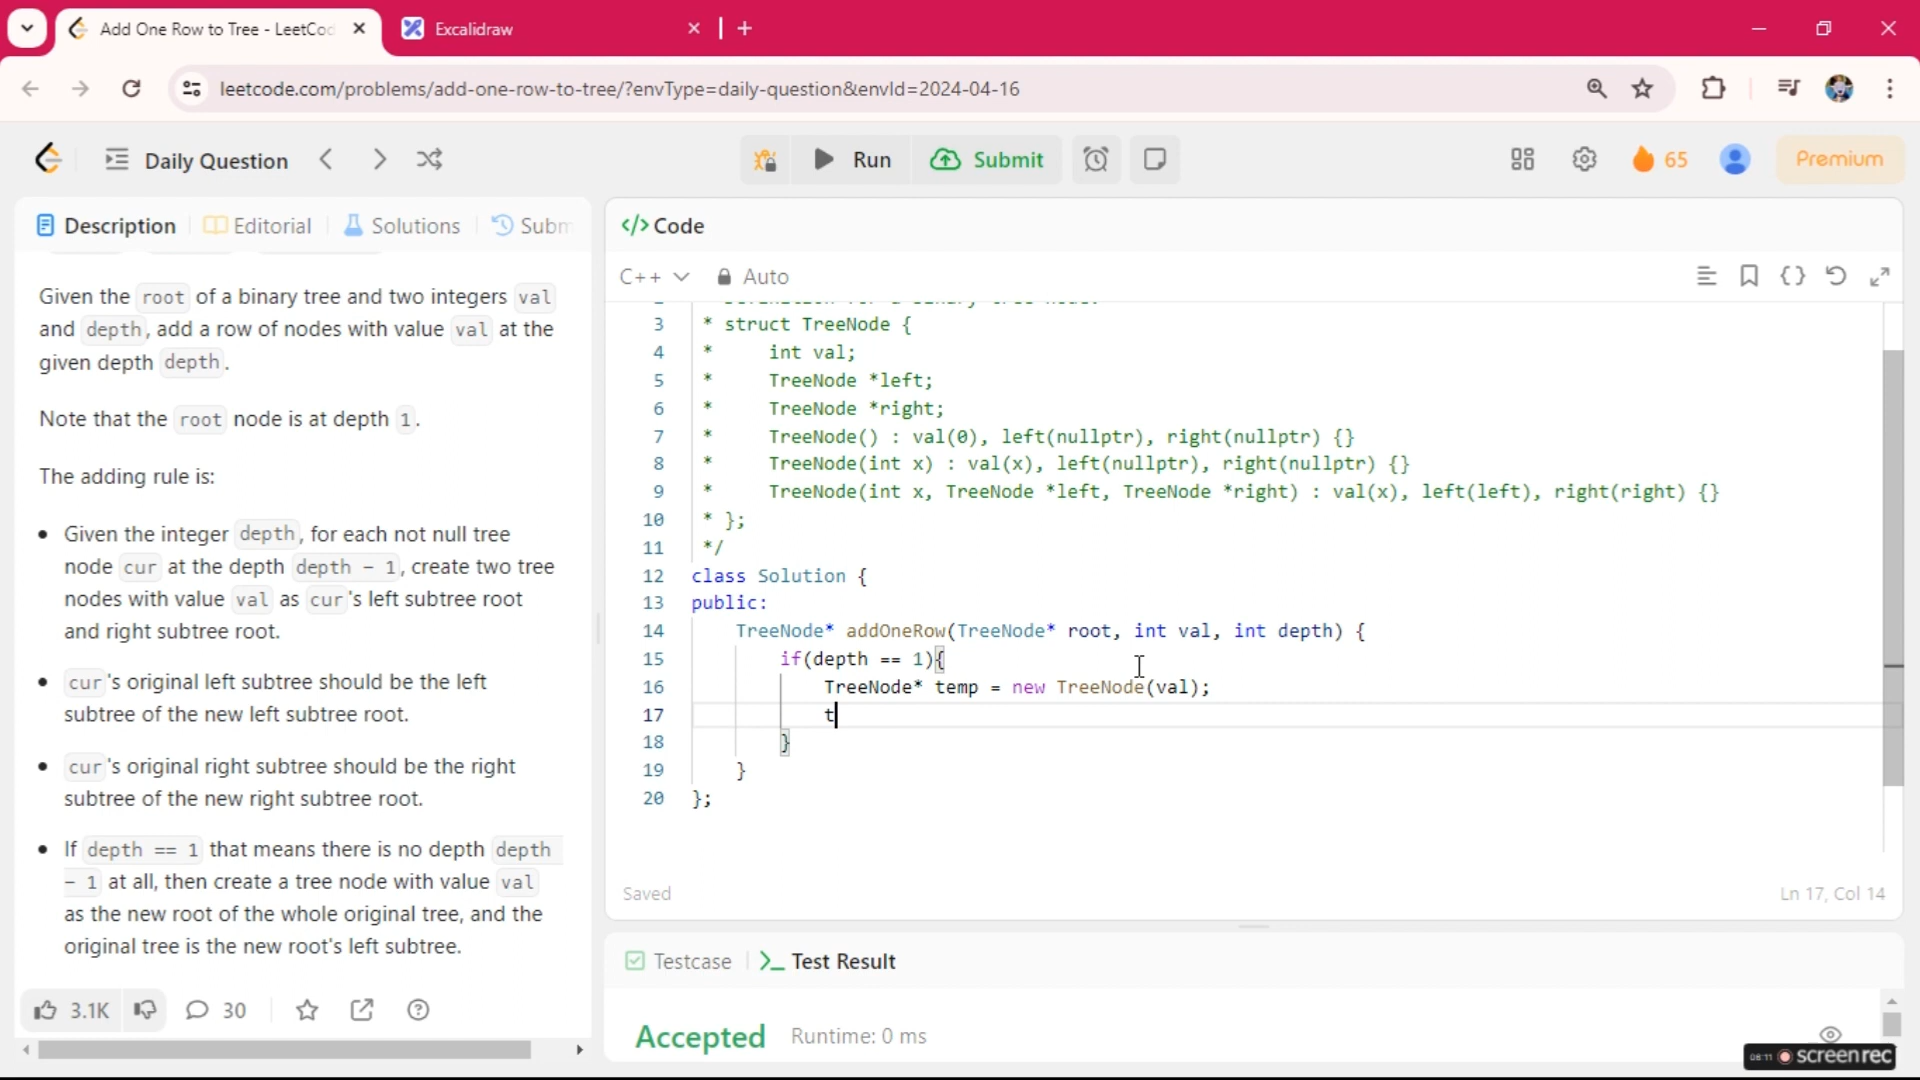 Add One Row to Tree - LeetCod
Excalidraw
leetcode.com/problems/add-one-row-to-tree/?envType=daily-question&envId=2024-04-16
Daily Question
Run
Submit
65
Premium
Description
Editorial
Solutions
Subm
Given the root of a binary tree and two integers val
and depth, add a row of nodes with value val at the
given depth depth.
Note that the root node is at depth 1.
The adding rule is:
• Given the integer depth, for each not null tree
node cur at the depth depth - 1, create two tree
nodes with value val as cur's left subtree root
and right subtree root.
• cur's original left subtree should be the left
subtree of the new left subtree root.
• cur's original right subtree should be the right
subtree of the new right subtree root.
• If depth == 1 that means there is no depth depth
- 1 at all, then create a tree node with value val
as the new root of the whole original tree, and the
original tree is the new root's left subtree.
3.1K
30
</> Code
C++
Auto
3 * struct TreeNode {
4 * int val;
5 * TreeNode *left;
6 * TreeNode *right;
7 * TreeNode() : val(0), left(nullptr), right(nullptr) {}
8 * TreeNode(int x) : val(x), left(nullptr), right(nullptr) {}
9 * TreeNode(int x, TreeNode *left, TreeNode *right) : val(x), left(left), right(right) {}
10 * };
11 */
12 class Solution {
13 public:
14 TreeNode* addOneRow(TreeNode* root, int val, int depth) {
15 if(depth == 1){
16 TreeNode* temp = new TreeNode(val);
17 t
18 }
19 }
20 };
Saved
Ln 17, Col 14
Testcase
Test Result
Accepted
Runtime: 0 ms
screenrec